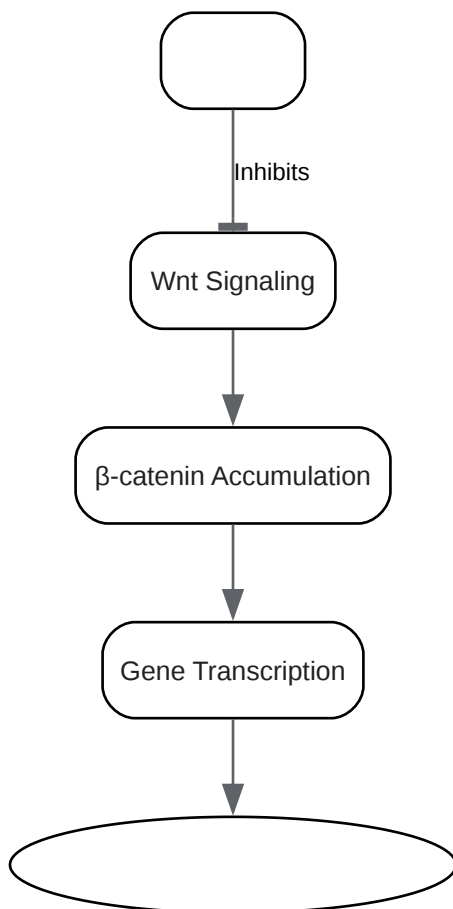 Inhibits
Wnt Signaling
β-catenin Accumulation
Gene Transcription